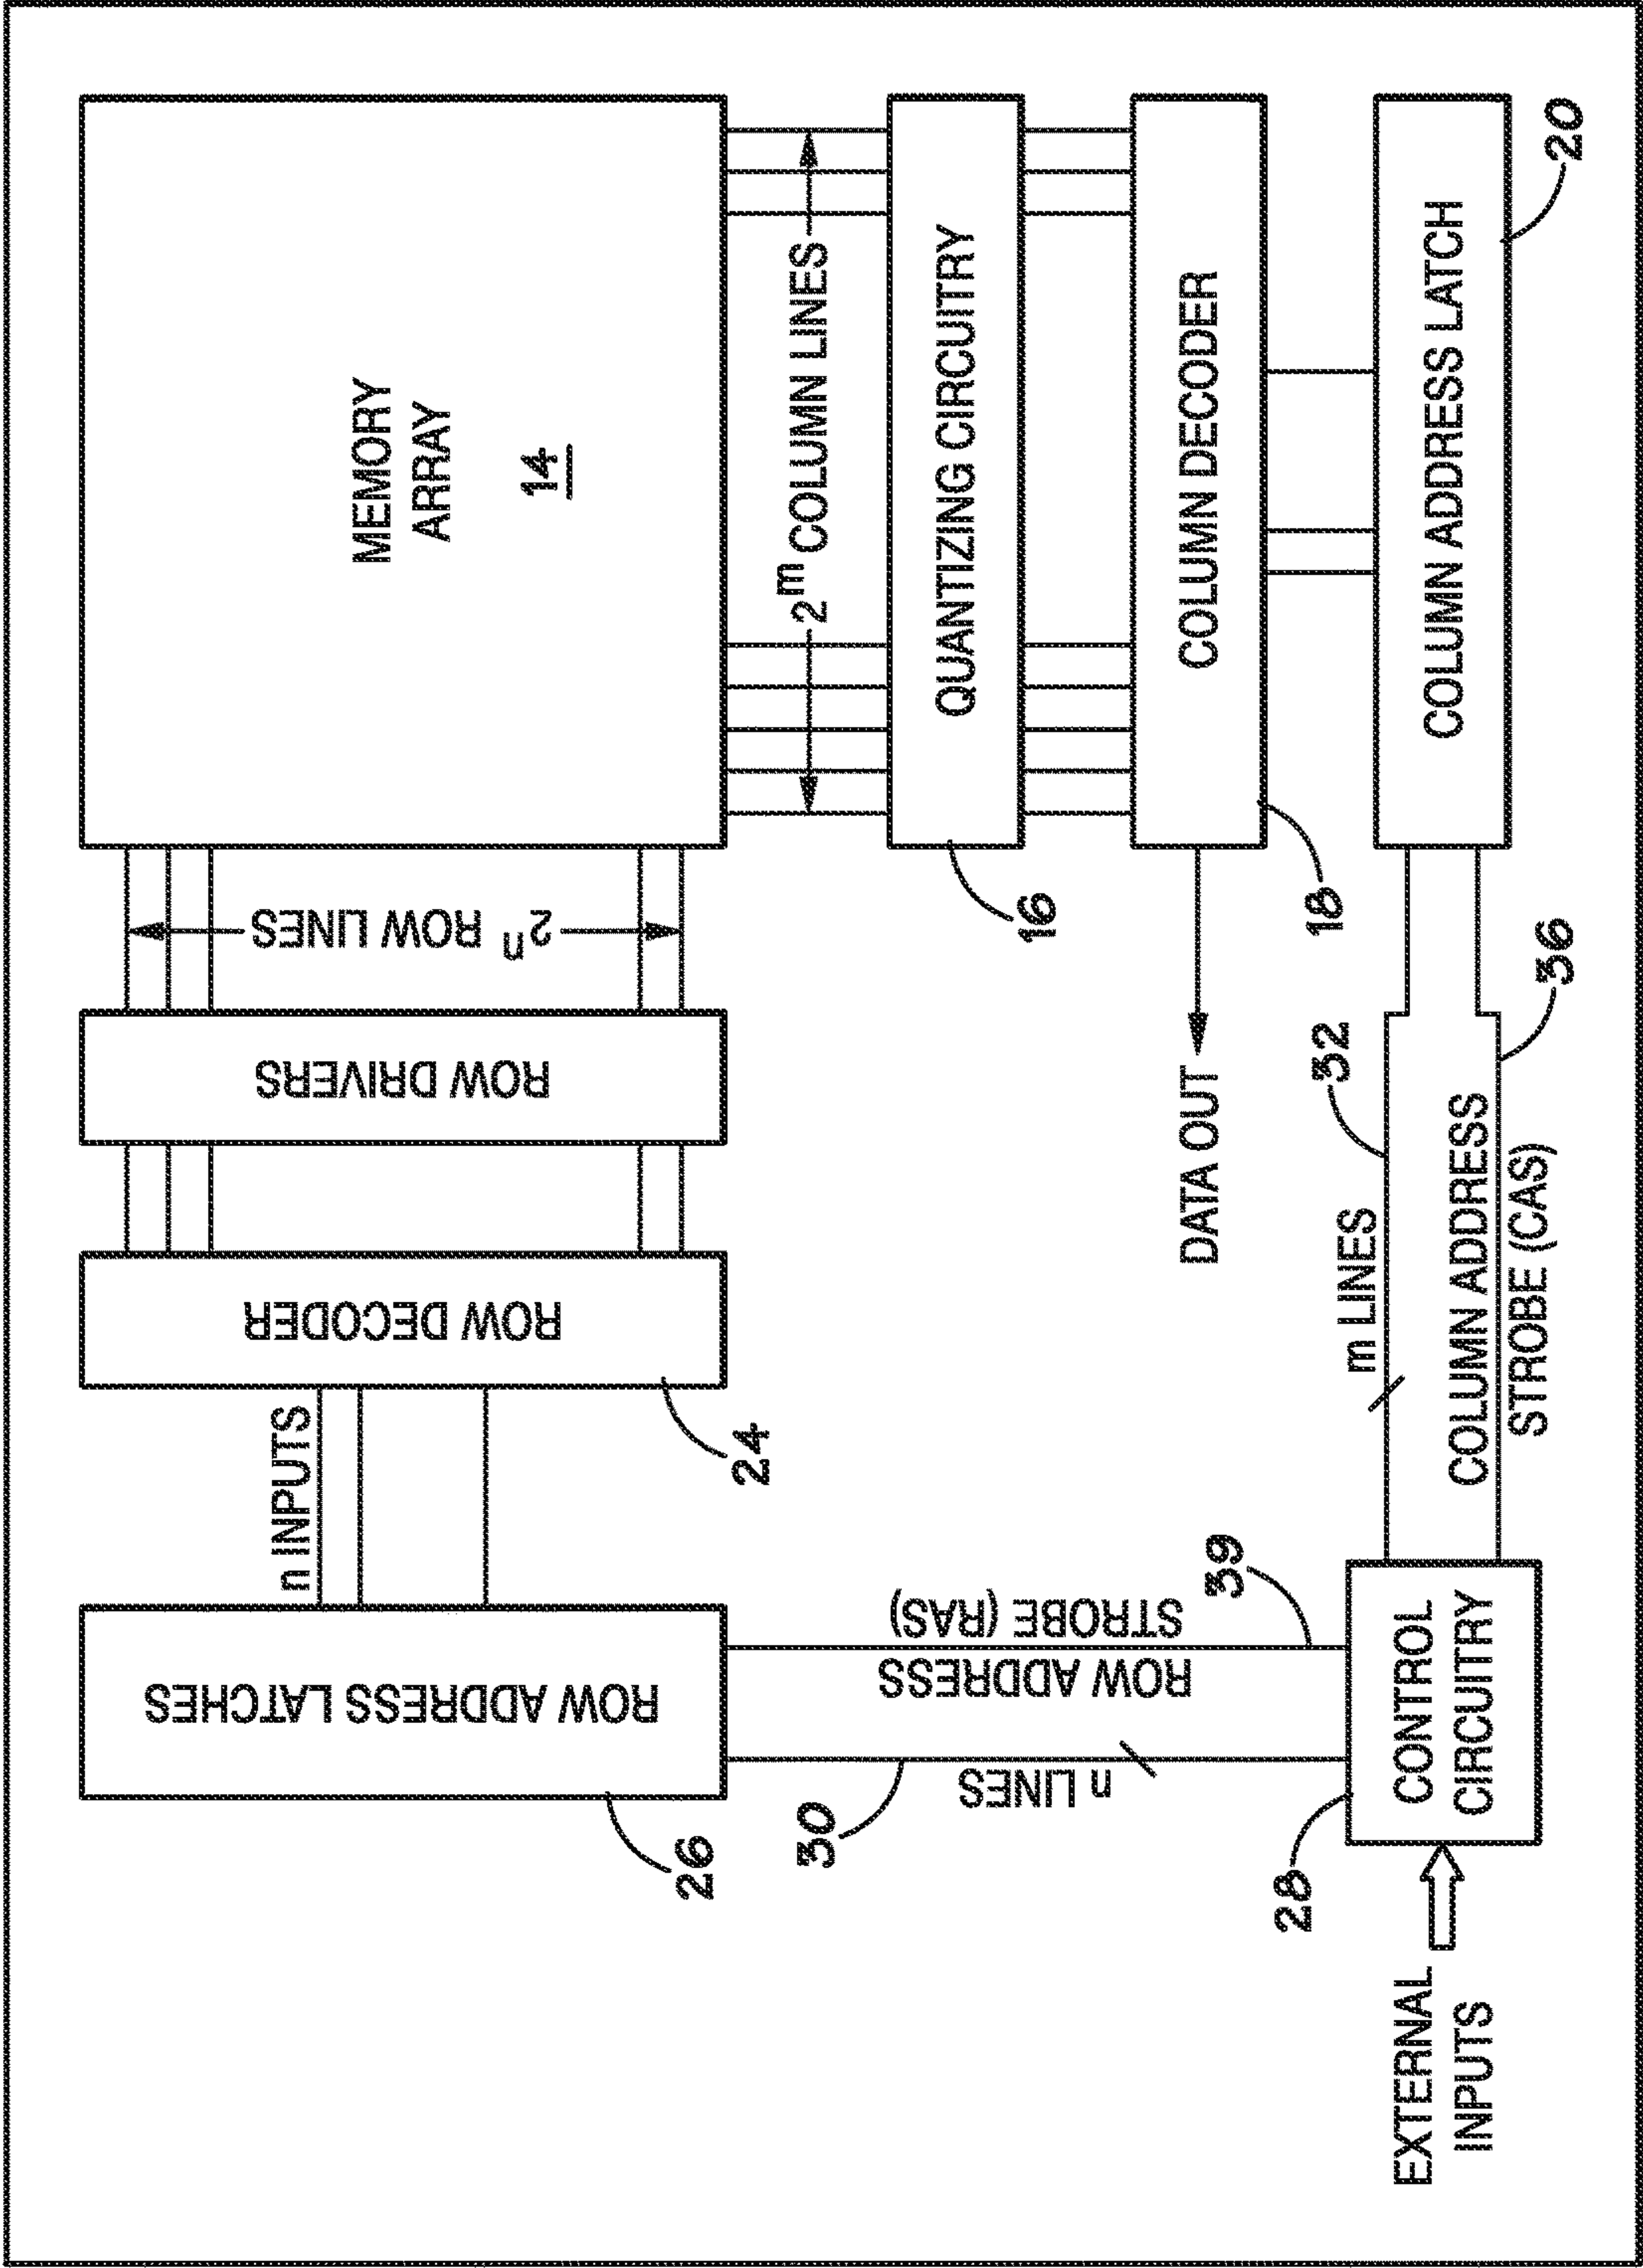 MEMORY
ARRAY
14
2ⁿ ROW LINES
ROW DRIVERS
ROW DECODER
24
n INPUTS
ROW ADDRESS LATCHES
26
2ᵐ COLUMN LINES
QUANTIZING CIRCUITRY
16
COLUMN DECODER
18
DATA OUT
COLUMN ADDRESS LATCH
20
32
m LINES
COLUMN ADDRESS
STROBE (CAS)
36
ROW ADDRESS
STROBE (RAS)
39
n LINES
30
CONTROL
CIRCUITRY
28
EXTERNAL
INPUTS